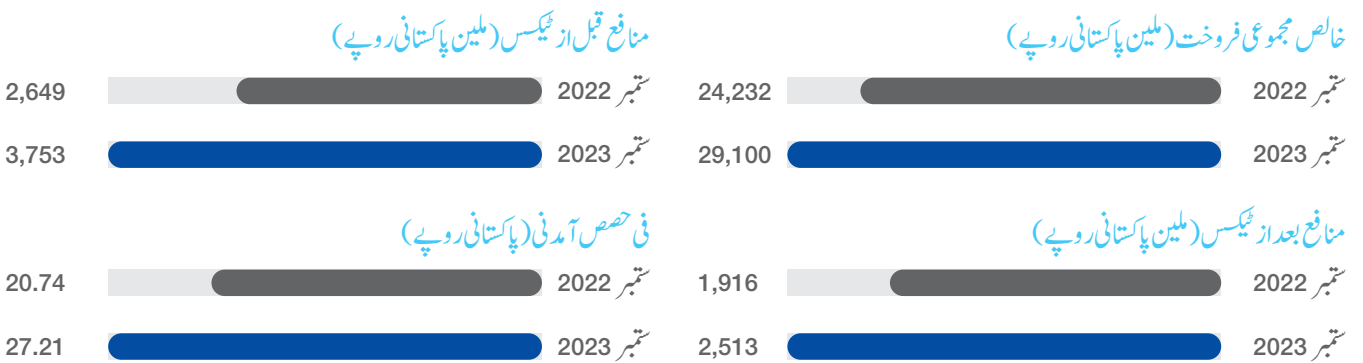 خالص مجموعی فروخت (ملین پاکستانی روپے)
ستمبر 2022 24,232
ستمبر 2023 29,100
منافع قبل از ٹیکس (ملین پاکستانی روپے)
ستمبر 2022 2,649
ستمبر 2023 3,753
منافع بعد از ٹیکس (ملین پاکستانی روپے)
ستمبر 2022 1,916
ستمبر 2023 2,513
فی حصص آمدنی (پاکستانی روپے)
ستمبر 2022 20.74
ستمبر 2023 27.21